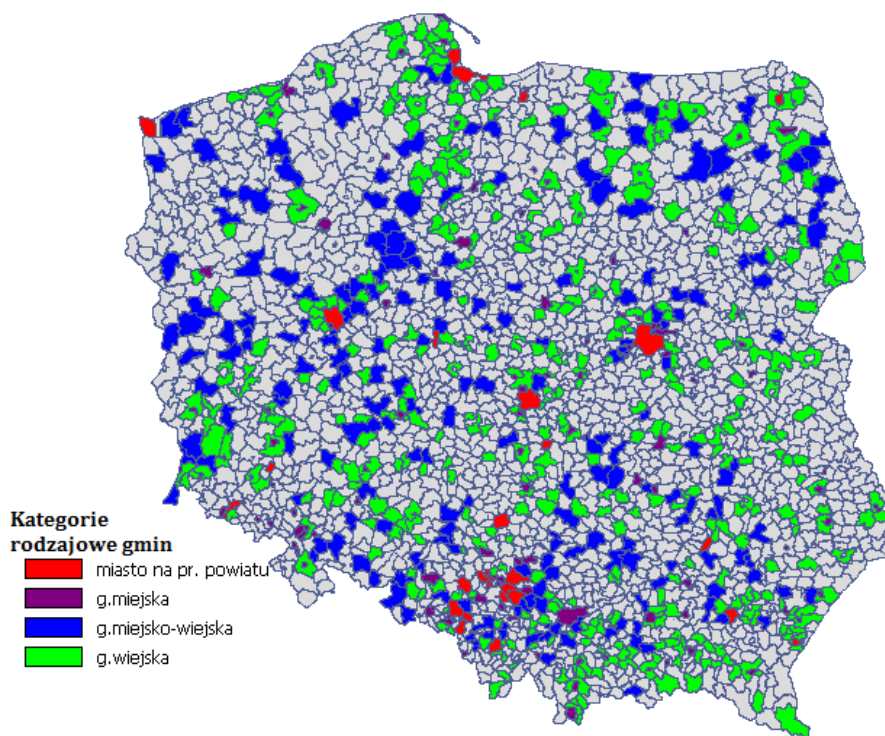 Kategorie
rodzajowe gmin
miasto na pr. powiatu
g.miejska
g.miejsko-wiejska
g.wiejska